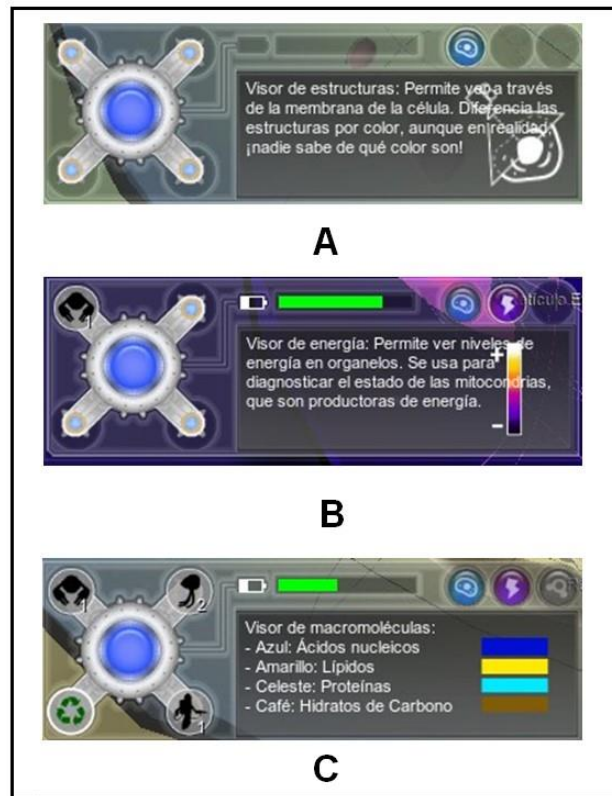 Visor de estructuras: Permite ver a través
de la membrana de la célula. Diferencia las
estructuras por color, aunque en realidad,
¡nadie sabe de qué color son!
A
1
Visor de energía: Permite ver niveles de
energía en organelos. Se usa para
diagnosticar el estado de las mitocondrias,
que son productoras de energía.
+
-
B
1
2
1
Visor de macromoléculas:
- Azul: Ácidos nucleicos
- Amarillo: Lípidos
- Celeste: Proteínas
- Café: Hidratos de Carbono
C